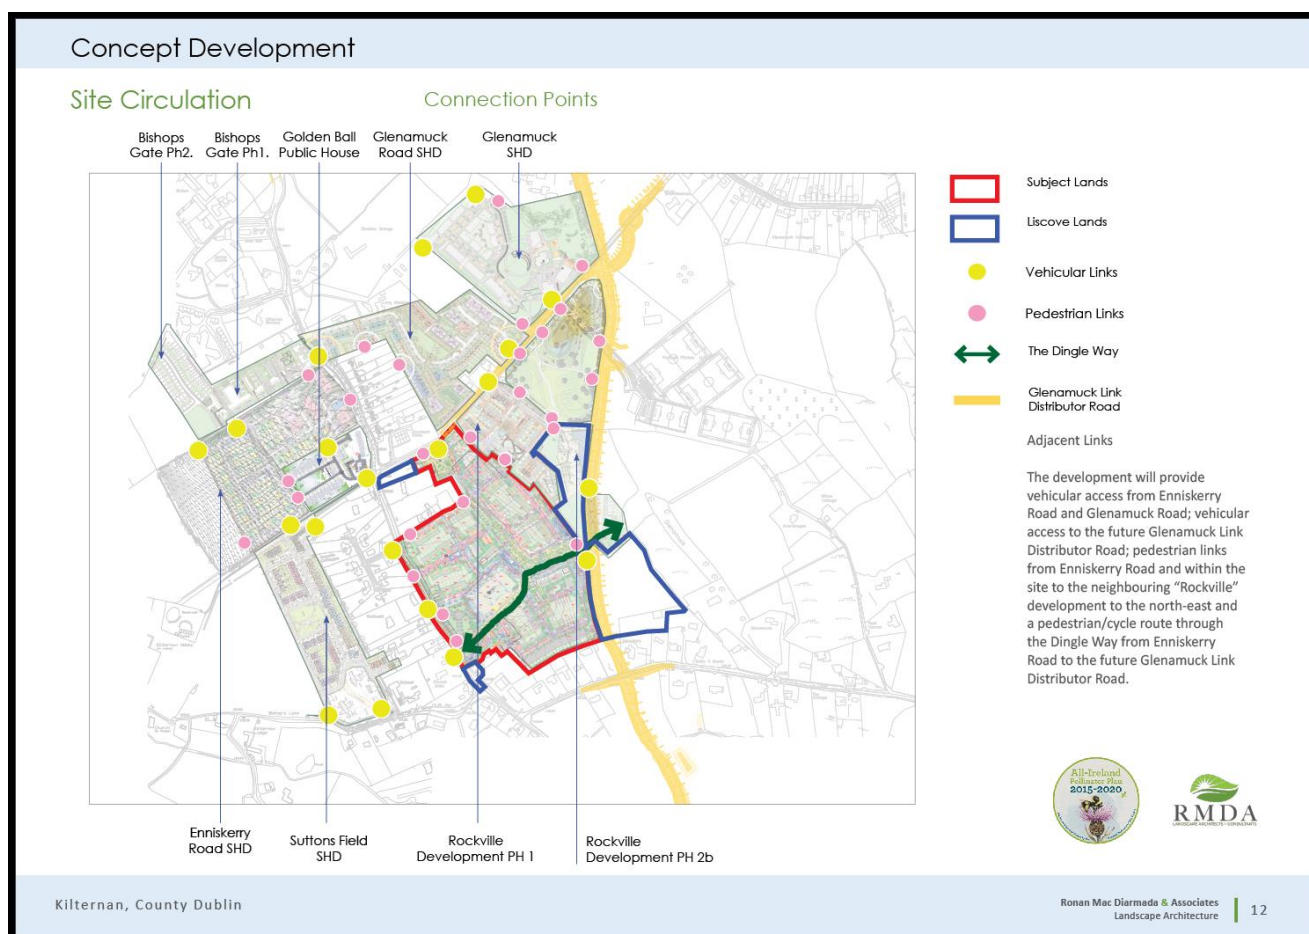 Concept Development
Site Circulation
Connection Points
Bishops
Gate Ph2.
Bishops
Gate Ph1.
Golden Ball
Public House
Glenamuck
Road SHD
Glenamuck
SHD
Subject Lands
Liscove Lands
Vehicular Links
Pedestrian Links
The Dingle Way
Glenamuck Link
Distributor Road
Adjacent Links
The development will provide
vehicular access from Enniskerry
Road and Glenamuck Road; vehicular
access to the future Glenamuck Link
Distributor Road; pedestrian links
from Enniskerry Road and within the
site to the neighbouring “Rockville”
development to the north-east and
a pedestrian/cycle route through
the Dingle Way from Enniskerry
Road to the future Glenamuck Link
Distributor Road.
Enniskerry
Road SHD
Suttons Field
SHD
Rockville
Development PH 1
Rockville
Development PH 2b
All-Ireland
Pollinator Plan
2015-2020
RMDA
LANDSCAPE ARCHITECTS + CONSULTANTS
Kilternan, County Dublin
Ronan Mac Diarmada & Associates
Landscape Architecture
12